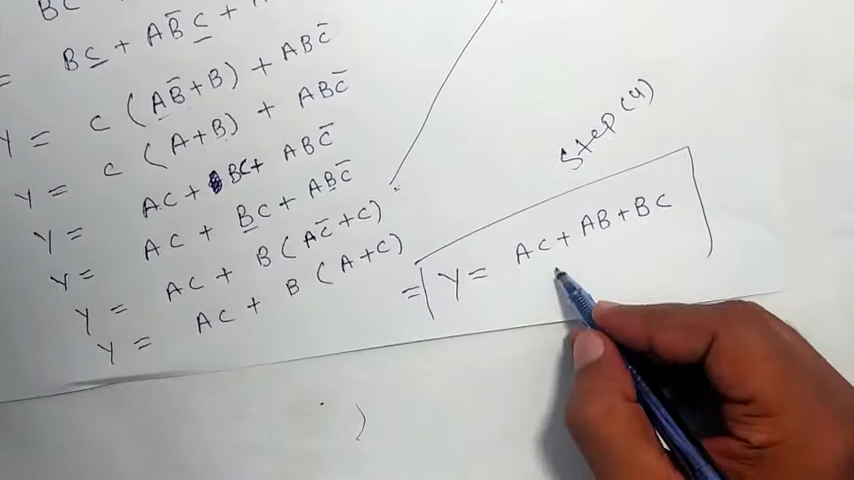 BC
= BC + AB̅C +
Y = C (AB̅+B) + ABC̅
Y = C (A+B) + ABC̅
Y = AC + BC+ ABC̅
Y = AC + BC + ABC̅
Y = AC + B (AC̅+C)
Y = AC + B (A+C)
Step (4)
= Y = AC + AB + BC